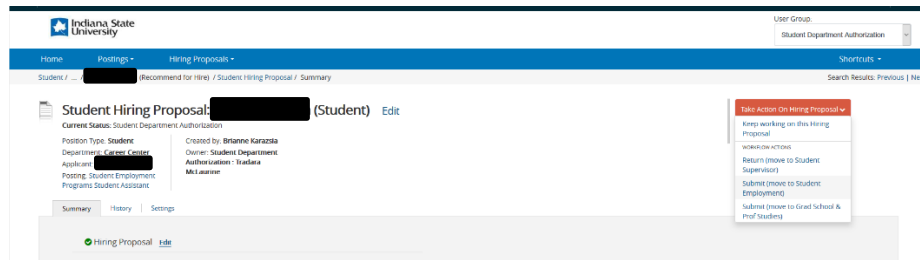 User Group:
Indiana State
University
Student Department Authorization
Home Postings Hiring Proposals Shortcuts
Student / ... / (Recommend for Hire) / Student Hiring Proposal / Summary Search Results: Previous | Ne
Student Hiring Proposal: (Student) Edit
Current Status: Student Department Authorization
Position Type: Student
Department: Career Center
Applicant:
Posting: Student Employment
Programs Student Assistant
Created by: Brianne Karazsia
Owner: Student Department
Authorization : Tradara
McLaurine
Take Action On Hiring Proposal
Keep working on this Hiring
Proposal
WORKFLOW ACTIONS
Return (move to Student
Supervisor)
Submit (move to Student
Employment)
Submit (move to Grad School &
Prof Studies)
Summary History Settings
Hiring Proposal Edit